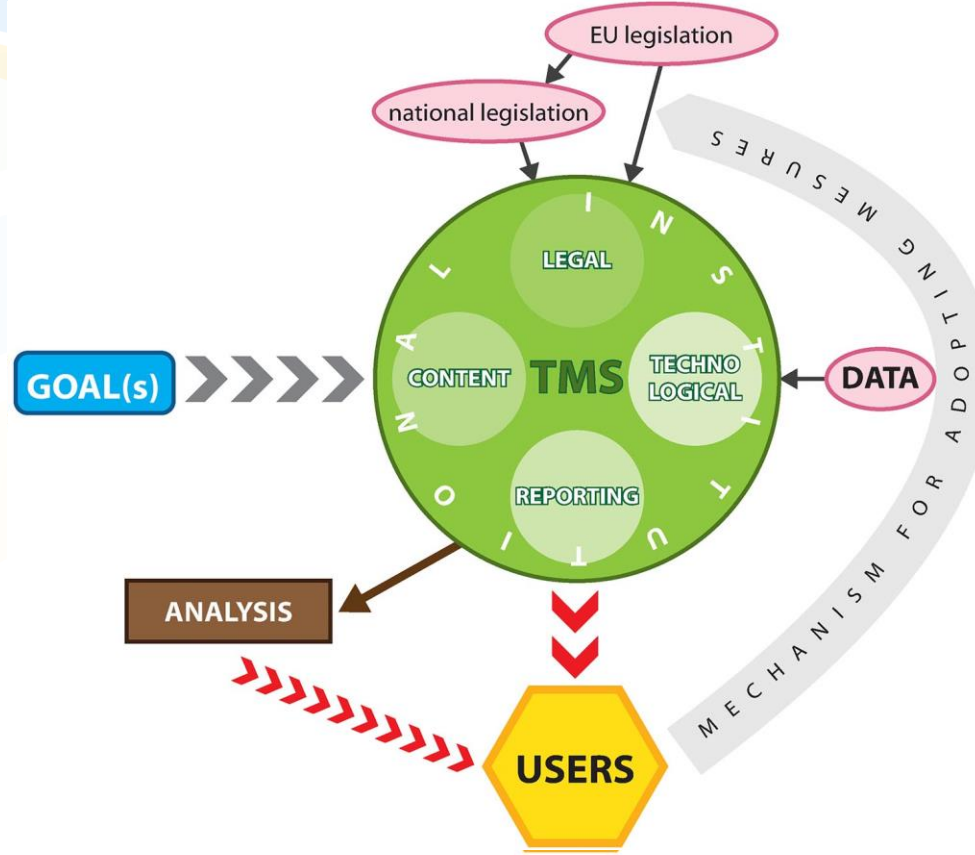 EU legislation
national legislation
MECHANISM FOR ADOPTING MESURES
INSTITUTIONAL
LEGAL
GOAL(s)
CONTENT
TMS
TECHNO
LOGICAL
DATA
REPORTING
ANALYSIS
USERS